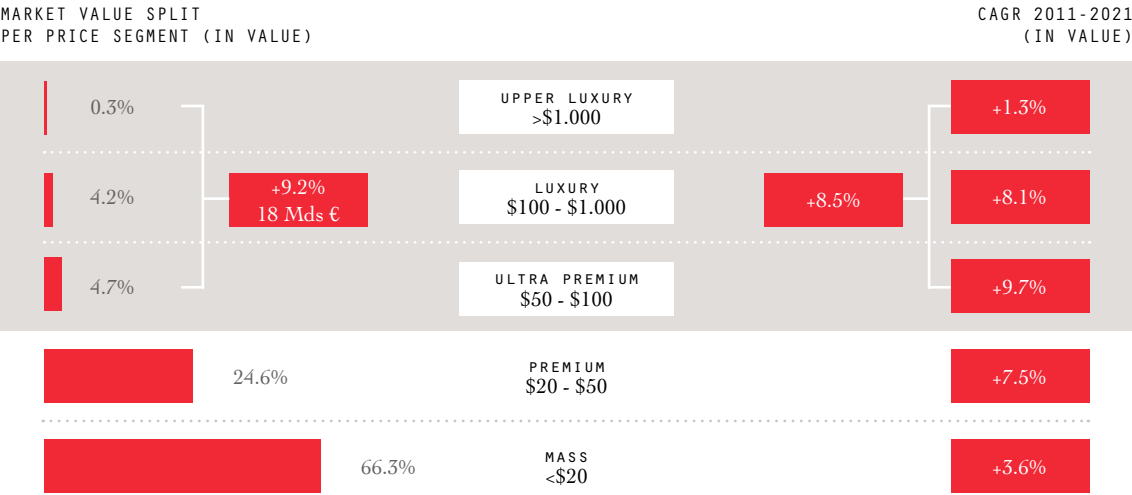 MARKET VALUE SPLIT
PER PRICE SEGMENT (IN VALUE)
CAGR 2011-2021
(IN VALUE)
0.3%
UPPER LUXURY
>$1.000
+1.3%
4.2%
+9.2%
18 Mds €
LUXURY
$100 - $1.000
+8.5%
+8.1%
4.7%
ULTRA PREMIUM
$50 - $100
+9.7%
24.6%
PREMIUM
$20 - $50
+7.5%
66.3%
MASS
<$20
+3.6%